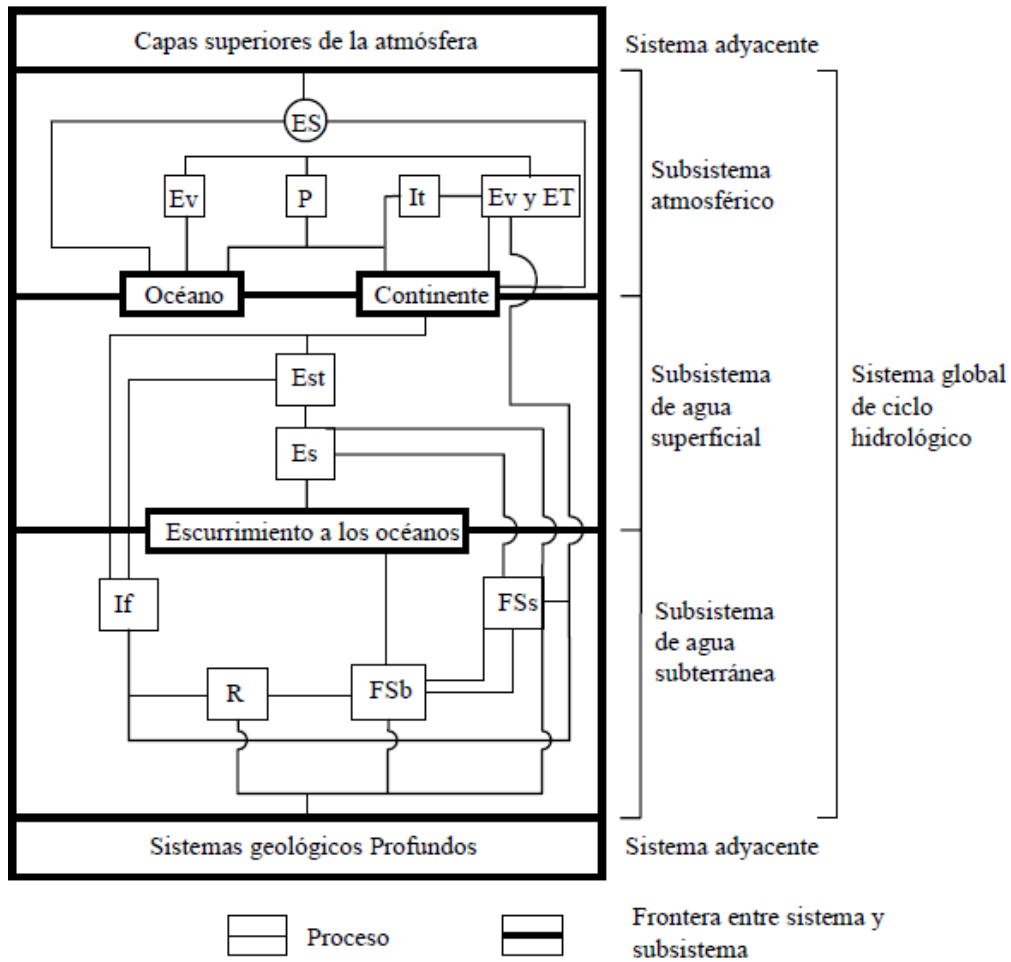 Capas superiores de la atmósfera
Sistema adyacente
ES
Ev
P
It
Ev y ET
Subsistema
atmosférico
Océano
Continente
Est
Es
Subsistema
de agua
superficial
Sistema global
de ciclo
hidrológico
Escurrimiento a los océanos
If
FSs
R
FSb
Subsistema
de agua
subterránea
Sistemas geológicos Profundos
Sistema adyacente
Proceso
Frontera entre sistema y
subsistema